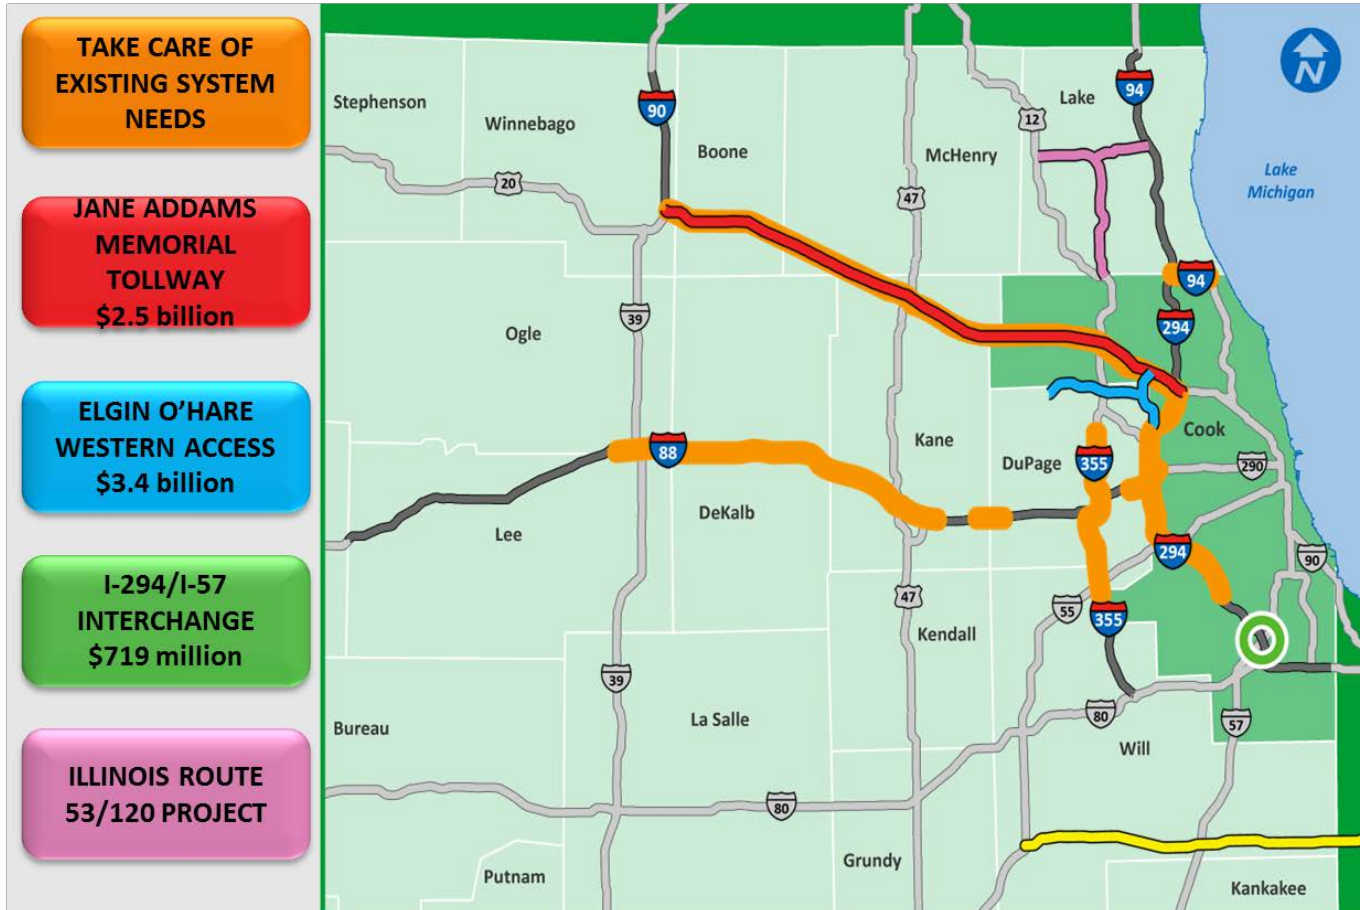 TAKE CARE OF
EXISTING SYSTEM
NEEDS
JANE ADDAMS
MEMORIAL
TOLLWAY
$2.5 billion
ELGIN O’HARE
WESTERN ACCESS
$3.4 billion
I-294/I-57
INTERCHANGE
$719 million
ILLINOIS ROUTE
53/120 PROJECT
N
Stephenson
Winnebago
Boone
McHenry
Lake
Lake
Michigan
90
94
12
20
47
94
294
39
Ogle
Kane
Cook
DuPage
88
355
290
DeKalb
Lee
294
90
47
55
355
Kendall
39
La Salle
Bureau
80
57
Will
80
Grundy
Putnam
Kankakee